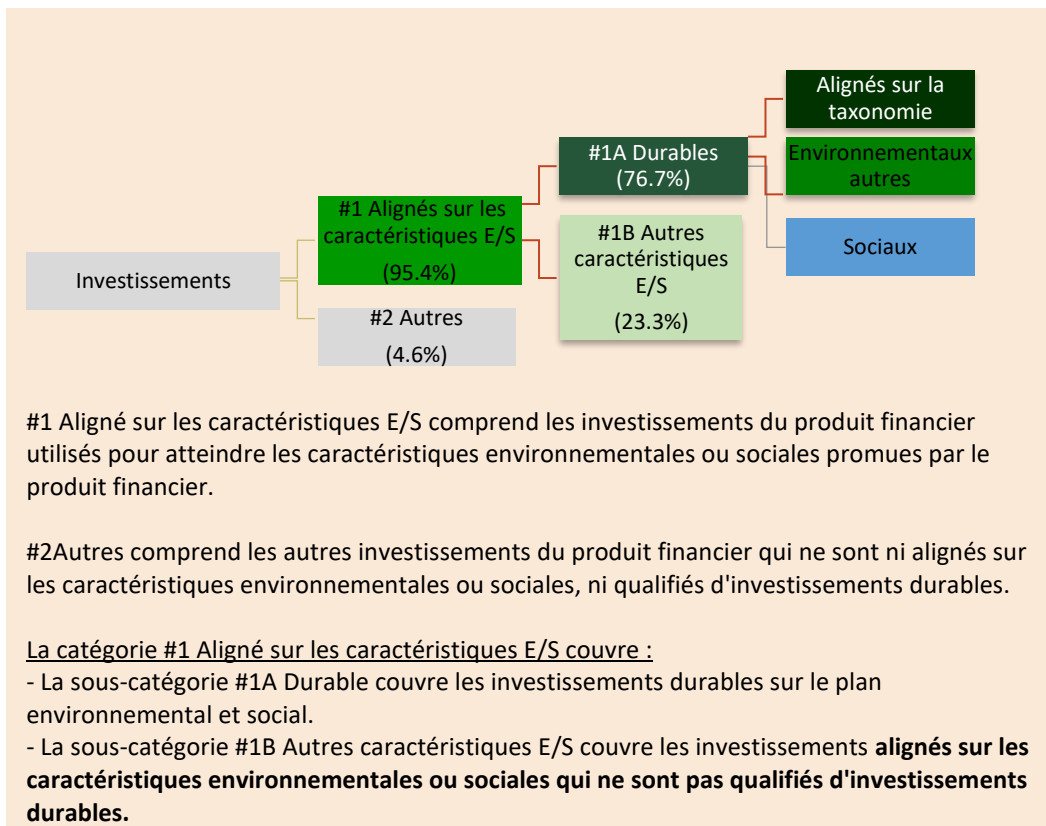 Alignés sur la
taxonomie
#1A Durables
(76.7%)
Environnementaux
autres
#1 Alignés sur les
caractéristiques E/S
(95.4%)
#1B Autres
caractéristiques
E/S
(23.3%)
Sociaux
Investissements
#2 Autres
(4.6%)
#1 Aligné sur les caractéristiques E/S comprend les investissements du produit financier
utilisés pour atteindre les caractéristiques environnementales ou sociales promues par le
produit financier.
#2Autres comprend les autres investissements du produit financier qui ne sont ni alignés sur
les caractéristiques environnementales ou sociales, ni qualifiés d'investissements durables.
La catégorie #1 Aligné sur les caractéristiques E/S couvre :
- La sous-catégorie #1A Durable couvre les investissements durables sur le plan
environnemental et social.
- La sous-catégorie #1B Autres caractéristiques E/S couvre les investissements alignés sur les
caractéristiques environnementales ou sociales qui ne sont pas qualifiés d'investissements
durables.